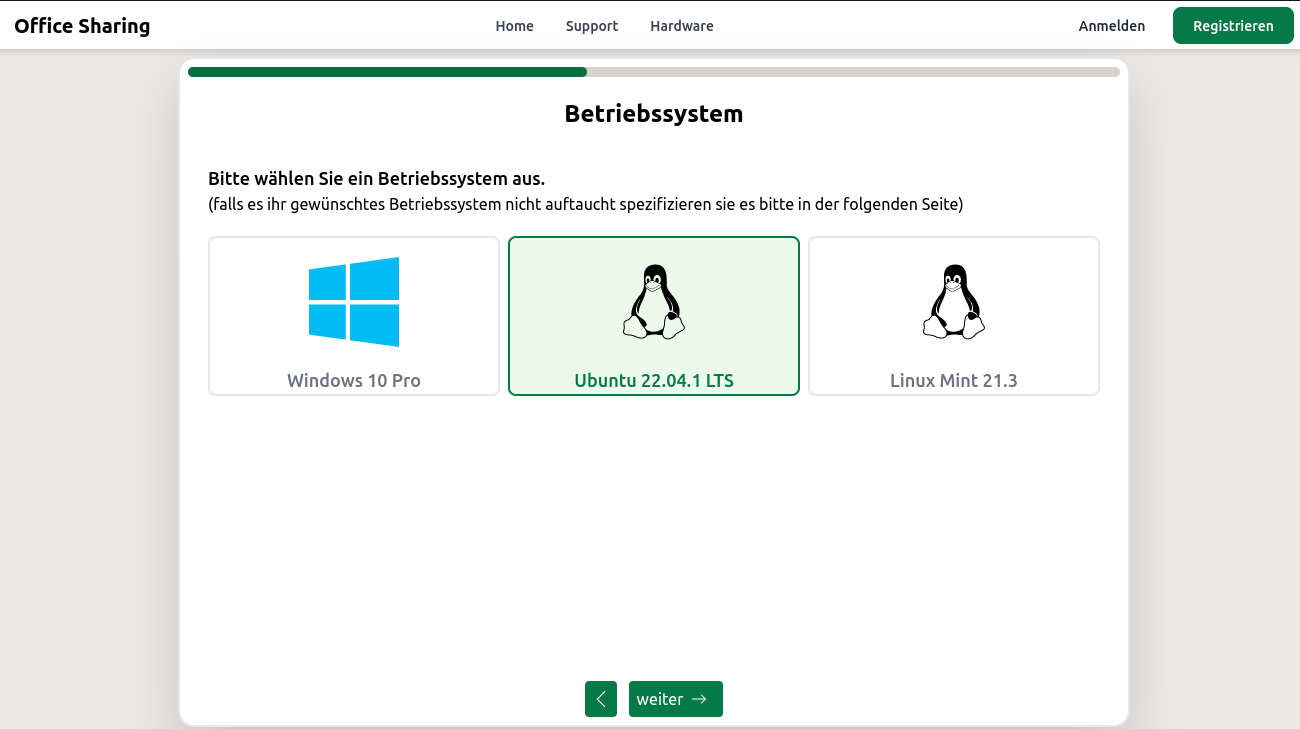 Office Sharing
Home
Support
Hardware
Anmelden
Registrieren
Betriebssystem
Bitte wählen Sie ein Betriebssystem aus.
(falls es ihr gewünschtes Betriebssystem nicht auftaucht spezifizieren sie es bitte in der folgenden Seite)
Windows 10 Pro
Ubuntu 22.04.1 LTS
Linux Mint 21.3
weiter